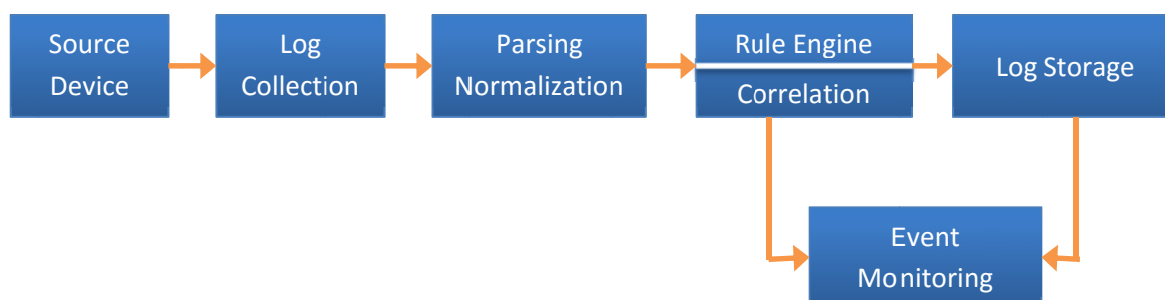 Source
Device
Log
Collection
Parsing
Normalization
Rule Engine
Correlation
Log Storage
Event
Monitoring